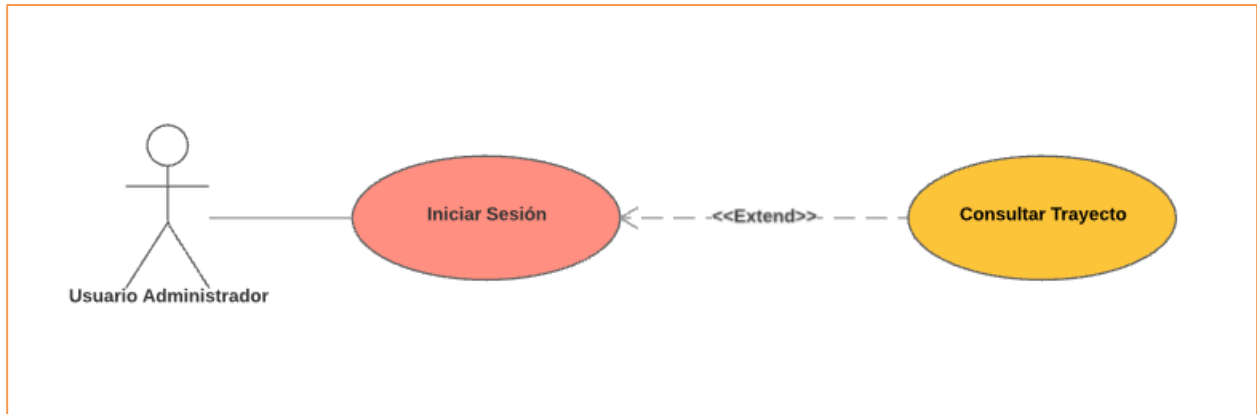 Iniciar Sesión
<<Extend>>
Consultar Trayecto
Usuario Administrador